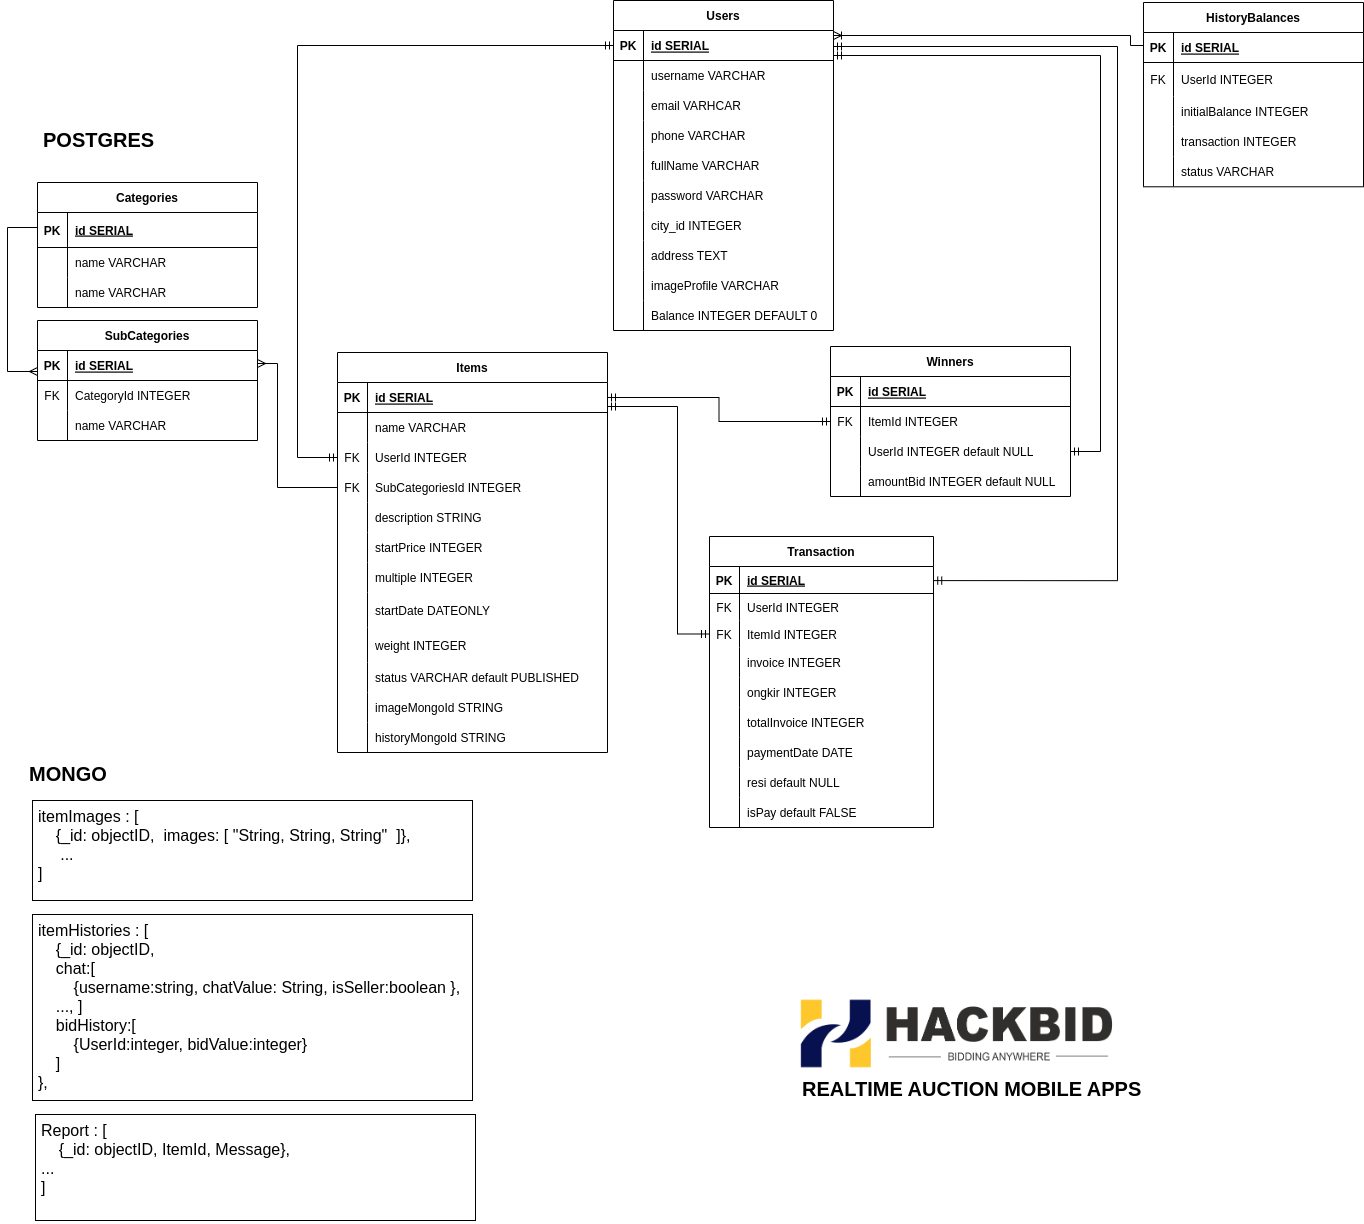 POSTGRES
Categories
PK id SERIAL
name VARCHAR
name VARCHAR
SubCategories
PK id SERIAL
FK CategoryId INTEGER
name VARCHAR
Users
PK id SERIAL
username VARCHAR
email VARHCAR
phone VARCHAR
fullName VARCHAR
password VARCHAR
city_id INTEGER
address TEXT
imageProfile VARCHAR
Balance INTEGER DEFAULT 0
HistoryBalances
PK id SERIAL
FK UserId INTEGER
initialBalance INTEGER
transaction INTEGER
status VARCHAR
Items
PK id SERIAL
name VARCHAR
FK UserId INTEGER
FK SubCategoriesId INTEGER
description STRING
startPrice INTEGER
multiple INTEGER
startDate DATEONLY
weight INTEGER
status VARCHAR default PUBLISHED
imageMongoId STRING
historyMongoId STRING
Winners
PK id SERIAL
FK ItemId INTEGER
UserId INTEGER default NULL
amountBid INTEGER default NULL
Transaction
PK id SERIAL
FK UserId INTEGER
FK ItemId INTEGER
invoice INTEGER
ongkir INTEGER
totalInvoice INTEGER
paymentDate DATE
resi default NULL
isPay default FALSE
MONGO
itemImages : [
{_id: objectID,  images: [ "String, String, String"  ]},
...
]
itemHistories : [
{_id: objectID,
chat:[
{username:string, chatValue: String, isSeller:boolean },
..., ]
bidHistory:[
{UserId:integer, bidValue:integer}
]
},
Report : [
{_id: objectID, ItemId, Message},
...
]
HACKBID
BIDDING ANYWHERE
REALTIME AUCTION MOBILE APPS